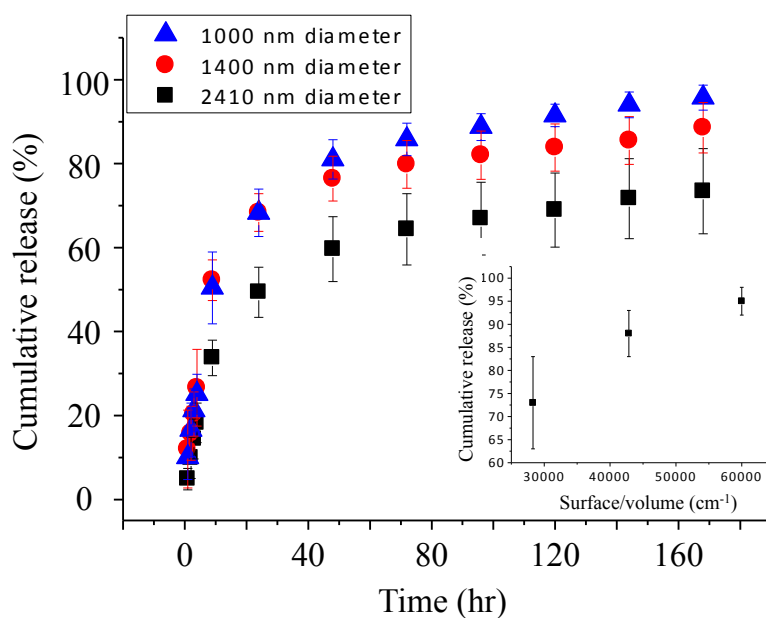 1000 nm diameter
1400 nm diameter
2410 nm diameter
Cumulative release (%)
100
80
60
40
20
0
0 40 80 120 160
Time (hr)
Cumulative release (%)
100
95
90
85
80
75
70
65
60
30000 40000 50000 60000
Surface/volume (cm⁻¹)